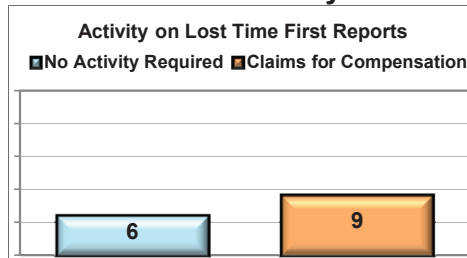 Activity on Lost Time First Reports
No Activity Required Claims for Compensation
6
9